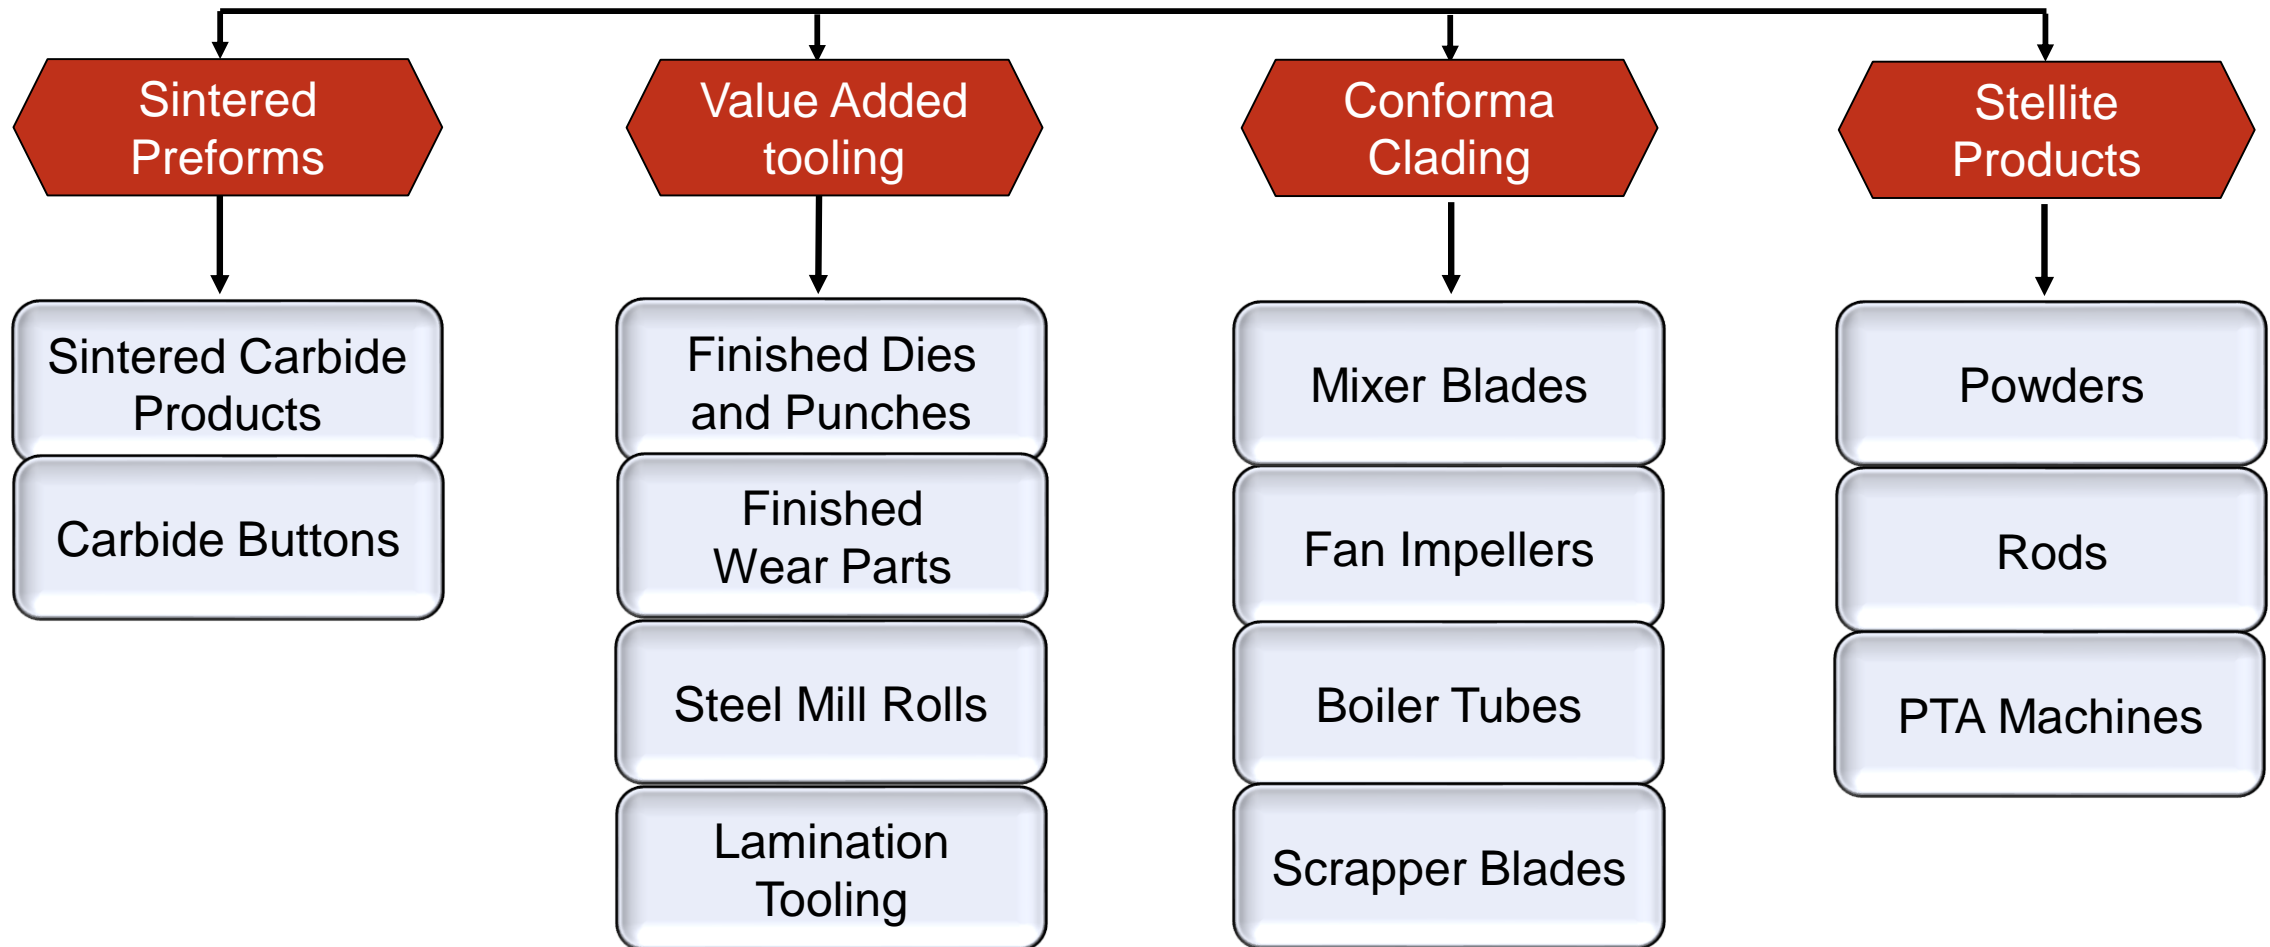 Sintered
Preforms
Value Added
tooling
Conforma
Clading
Stellite
Products
Sintered Carbide
Products
Carbide Buttons
Finished Dies
and Punches
Finished
Wear Parts
Steel Mill Rolls
Lamination
Tooling
Mixer Blades
Fan Impellers
Boiler Tubes
Scrapper Blades
Powders
Rods
PTA Machines